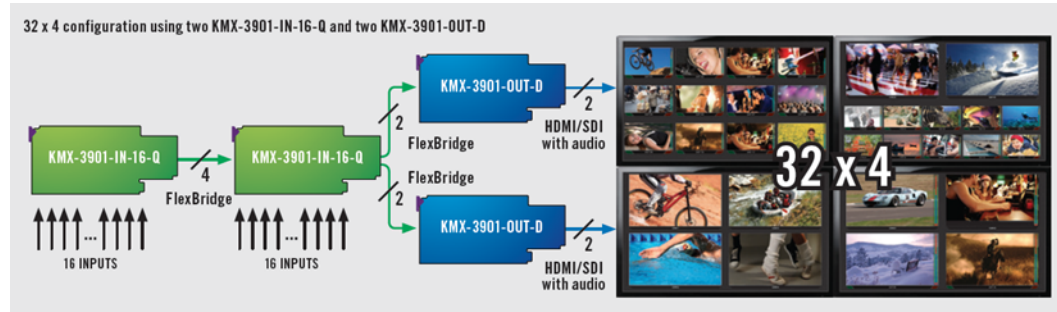 32 x 4 configuration using two KMX-3901-IN-16-Q and two KMX-3901-OUT-D
KMX-3901-OUT-D
2
HDMI/SDI
with audio
2
FlexBridge
KMX-3901-IN-16-Q
4
FlexBridge
KMX-3901-IN-16-Q
FlexBridge
2
KMX-3901-OUT-D
2
HDMI/SDI
with audio
...
16 INPUTS
...
16 INPUTS
32 x 4